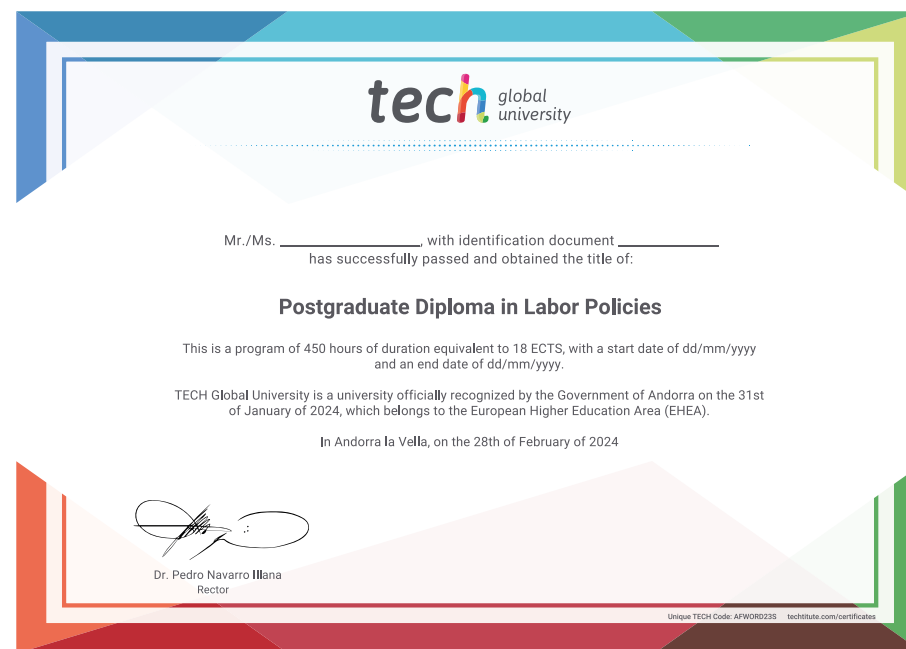 tech global
university
Mr./Ms. ____________________, with identification document ______________
has successfully passed and obtained the title of:
Postgraduate Diploma in Labor Policies
This is a program of 450 hours of duration equivalent to 18 ECTS, with a start date of dd/mm/yyyy
and an end date of dd/mm/yyyy.
TECH Global University is a university officially recognized by the Government of Andorra on the 31st
of January of 2024, which belongs to the European Higher Education Area (EHEA).
In Andorra la Vella, on the 28th of February of 2024
Dr. Pedro Navarro Illana
Rector
Unique TECH Code: AFWORD23S techtitute.com/certificates